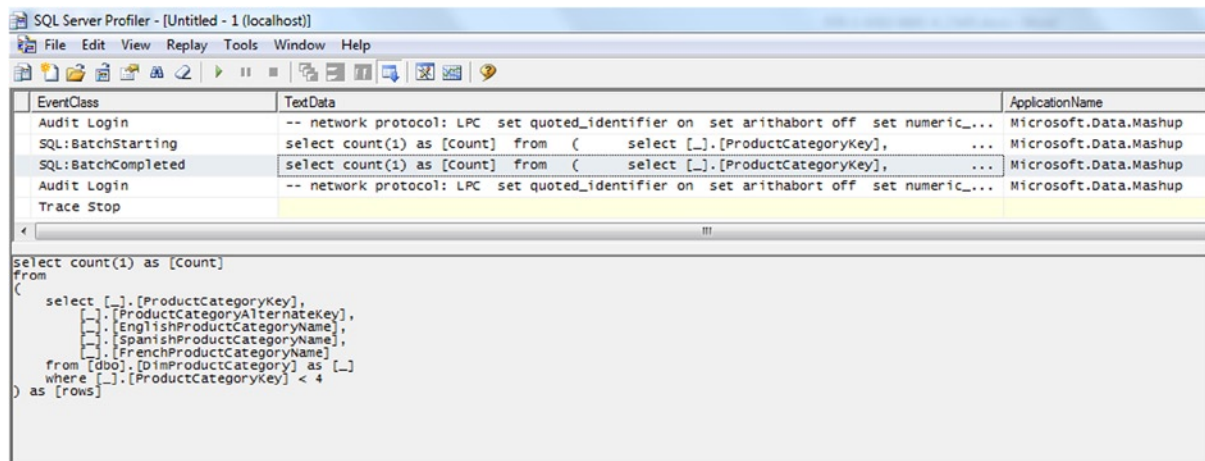 SQL Server Profiler - [Untitled - 1 (localhost)]
File Edit View Replay Tools Window Help
EventClass TextData ApplicationName
Audit Login -- network protocol: LPC set quoted_identifier on set arithabort off set numeric_... Microsoft.Data.Mashup
SQL:BatchStarting select count(1) as [Count] from ( select [_].[ProductCategoryKey], ... Microsoft.Data.Mashup
SQL:BatchCompleted select count(1) as [Count] from ( select [_].[ProductCategoryKey], ... Microsoft.Data.Mashup
Audit Login -- network protocol: LPC set quoted_identifier on set arithabort off set numeric_... Microsoft.Data.Mashup
Trace Stop
select count(1) as [Count]
from
(
select [_].[ProductCategoryKey],
[_].[ProductCategoryAlternateKey],
[_].[EnglishProductCategoryName],
[_].[SpanishProductCategoryName],
[_].[FrenchProductCategoryName]
from [dbo].[DimProductCategory] as [_]
where [_].[ProductCategoryKey] < 4
) as [rows]